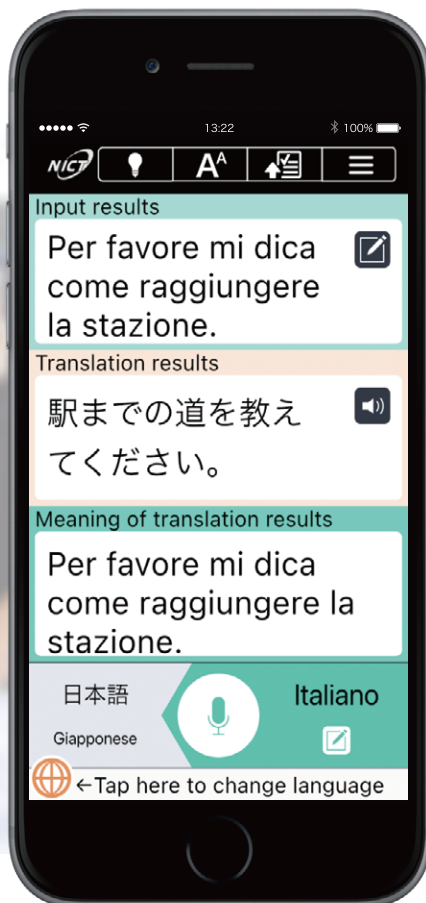 13:22
100%
NICT
AA
Input results
Per favore mi dica
come raggiungere
la stazione.
Translation results
駅までの道を教え
てください。
Meaning of translation results
Per favore mi dica
come raggiungere la
stazione.
日本語
Italiano
Giapponese
←Tap here to change language